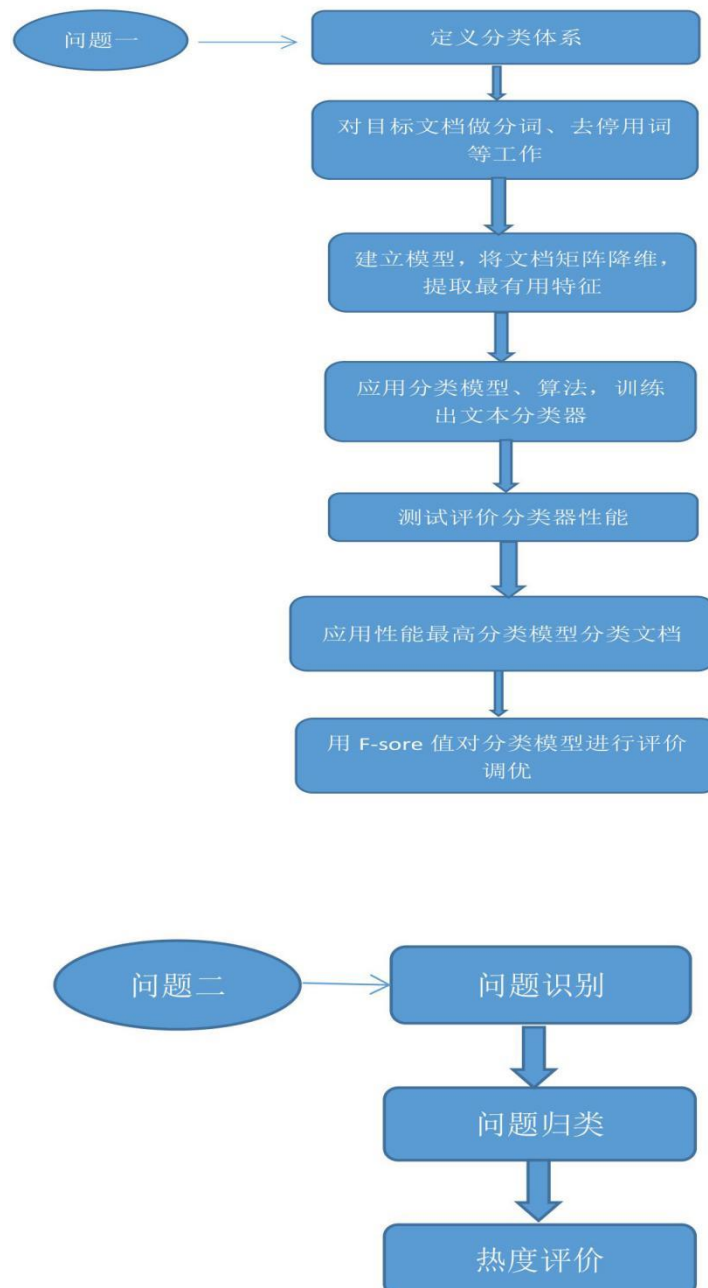 问题一
定义分类体系
对目标文档做分词、去停用词
等工作
建立模型，将文档矩阵降维，
提取最有用特征
应用分类模型、算法，训练
出文本分类器
测试评价分类器性能
应用性能最高分类模型分类文档
用 F-sore 值对分类模型进行评价
调优
问题二
问题识别
问题归类
热度评价